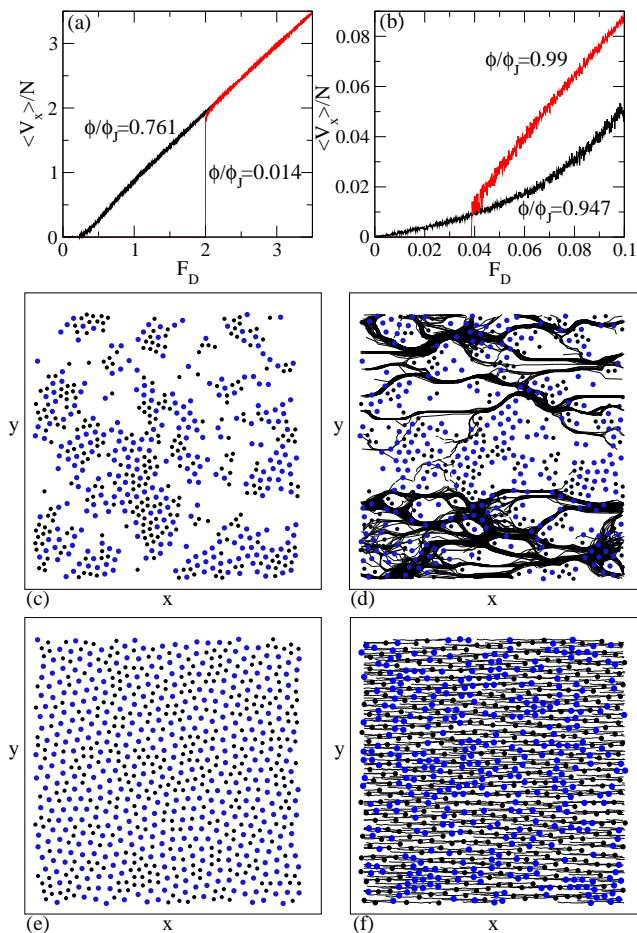 (a)
3
2
1
0
<V_x>/N
ϕ/ϕ_J=0.761
ϕ/ϕ_J=0.014
0 1 2 3
F_D
(b)
0.08
0.06
0.04
0.02
0
<V_x>/N
ϕ/ϕ_J=0.99
ϕ/ϕ_J=0.947
0 0.02 0.04 0.06 0.08 0.1
F_D
y
(c) x
y
(d) x
y
(e) x
y
(f) x